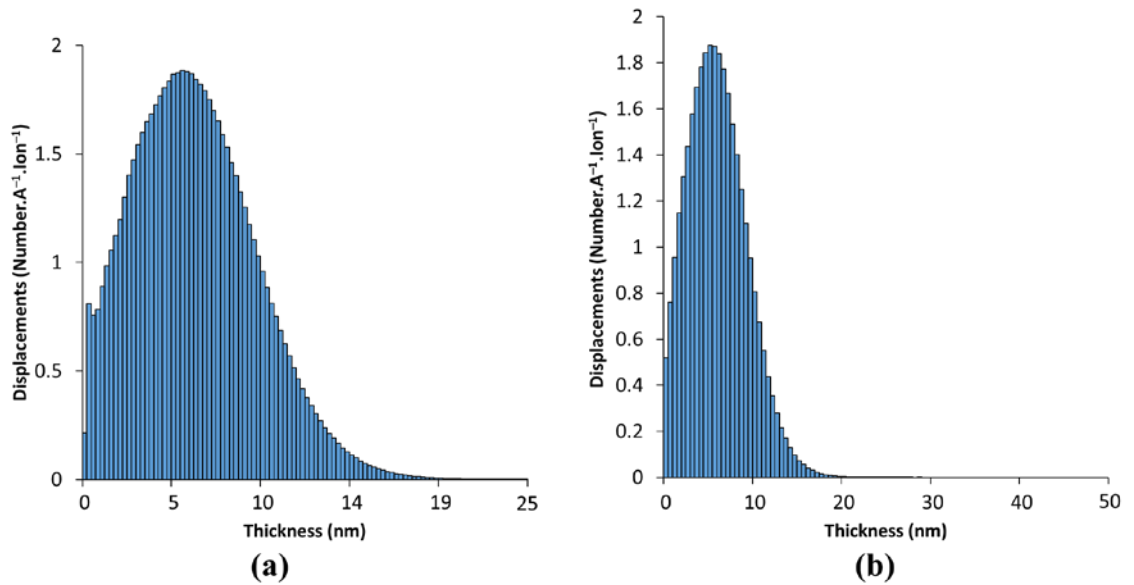 2
1.5
1
0.5
0
Displacements (Number.A⁻¹.Ion⁻¹)
0 5 10 14 19 25
Thickness (nm)
(a)
2
1.8
1.6
1.4
1.2
1
0.8
0.6
0.4
0.2
0
Displacements (Number.A⁻¹.Ion⁻¹)
0 10 20 30 40 50
Thickness (nm)
(b)